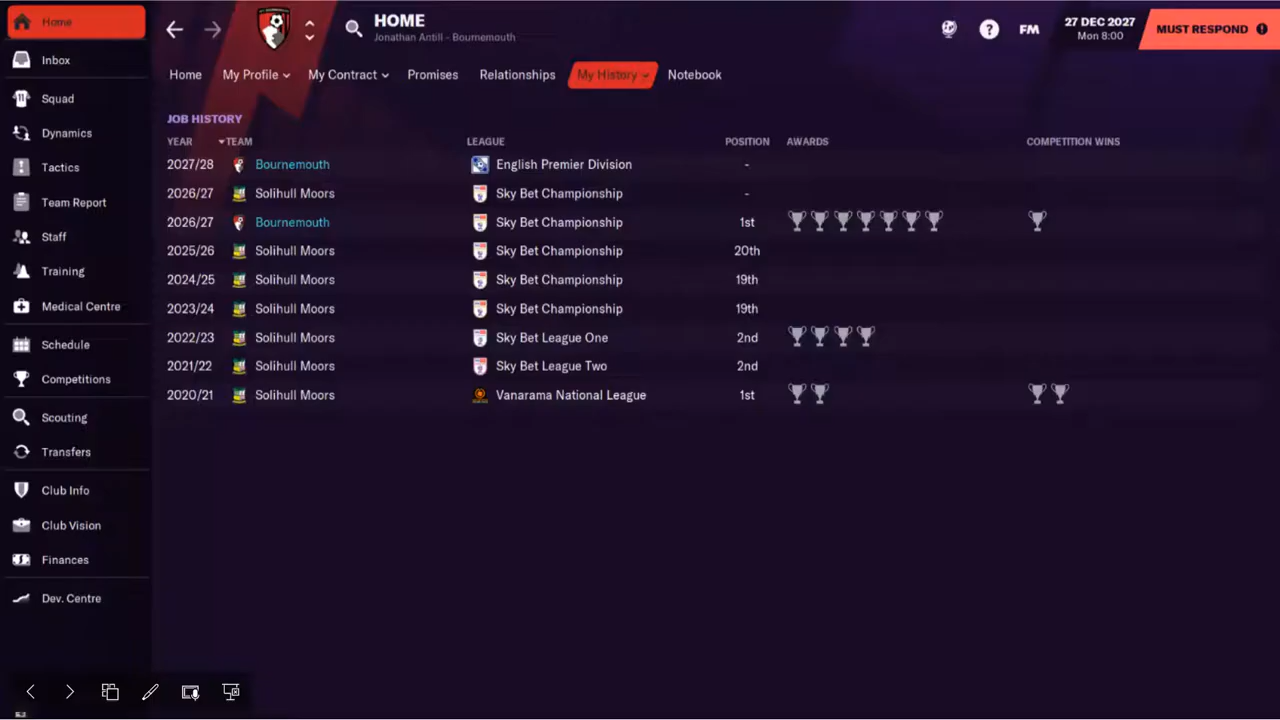 Home
HOME
Jonathan Antill - Bournemouth
?
FM
27 DEC 2027
Mon 8:00
MUST RESPOND
Inbox
Squad
Dynamics
Tactics
Team Report
Staff
Training
Medical Centre
Schedule
Competitions
Scouting
Transfers
Club Info
Club Vision
Finances
Dev. Centre
Home My Profile My Contract Promises Relationships My History Notebook
JOB HISTORY
YEAR TEAM LEAGUE POSITION AWARDS COMPETITION WINS
2027/28 Bournemouth English Premier Division -
2026/27 Solihull Moors Sky Bet Championship -
2026/27 Bournemouth Sky Bet Championship 1st
2025/26 Solihull Moors Sky Bet Championship 20th
2024/25 Solihull Moors Sky Bet Championship 19th
2023/24 Solihull Moors Sky Bet Championship 19th
2022/23 Solihull Moors Sky Bet League One 2nd
2021/22 Solihull Moors Sky Bet League Two 2nd
2020/21 Solihull Moors Vanarama National League 1st